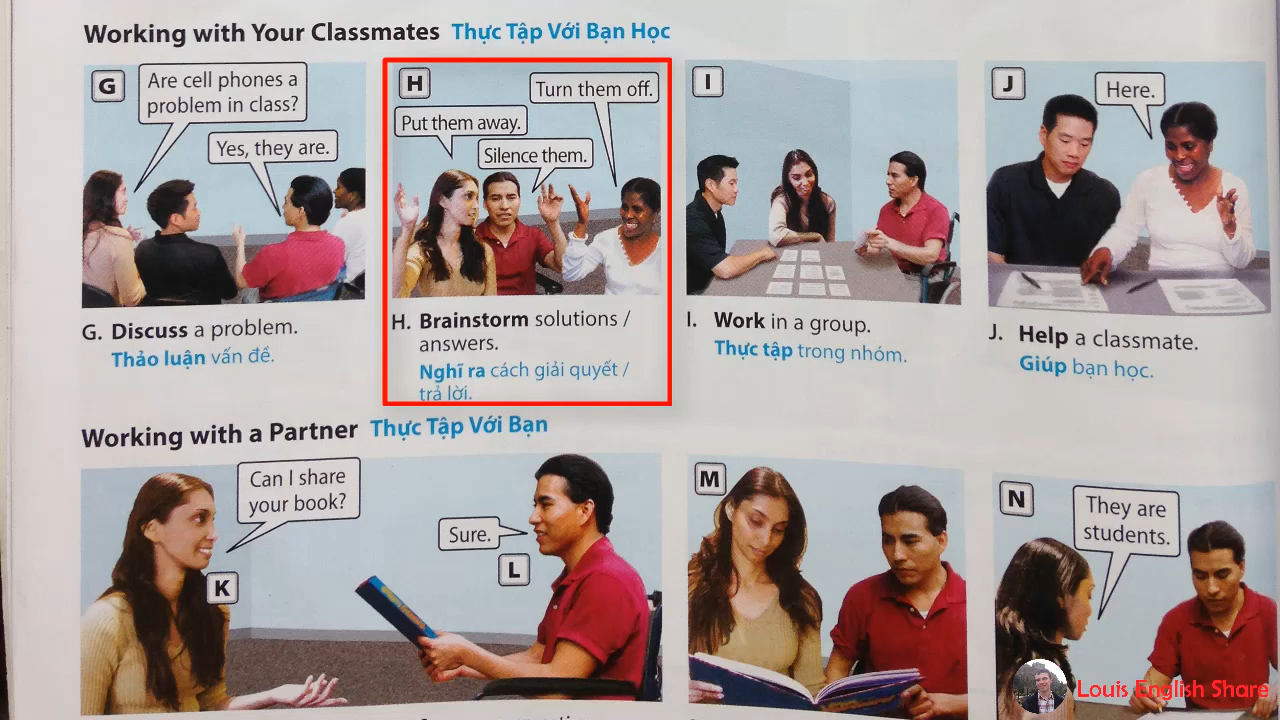 Working with Your Classmates Thực Tập Với Bạn Học
G
Are cell phones a
problem in class?
Yes, they are.
G. Discuss a problem.
Thảo luận vấn đề.
H
Turn them off.
Put them away.
Silence them.
H. Brainstorm solutions /
answers.
Nghĩ ra cách giải quyết /
trả lời.
I
I. Work in a group.
Thực tập trong nhóm.
J
Here.
J. Help a classmate.
Giúp bạn học.
Working with a Partner Thực Tập Với Bạn
Can I share
your book?
K
Sure.
L
M
N
They are
students.
Louis English Share